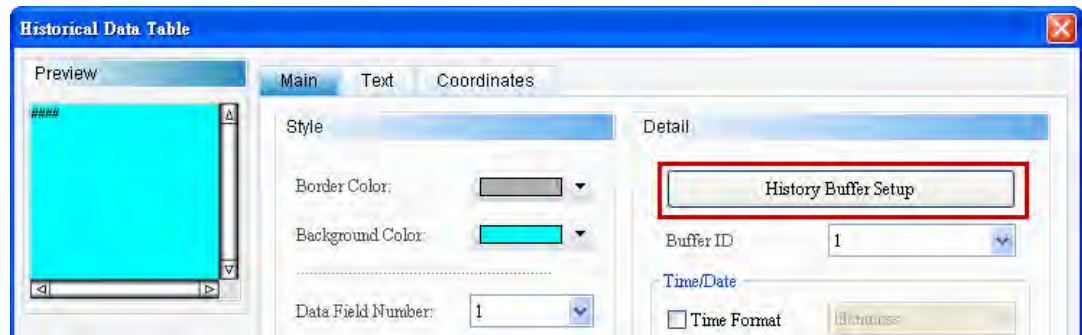 Historical Data Table
Preview
####
Main Text Coordinates
Style
Border Color:
Background Color:
Data Field Number: 1
Detail
History Buffer Setup
Buffer ID 1
Time/Date
Time Format